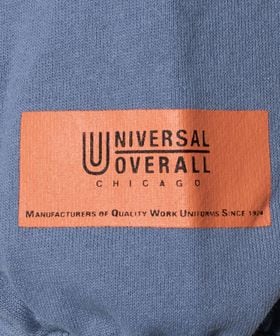 UNIVERSAL
OVERALL
CHICAGO
MANUFACTURERS OF QUALITY WORK UNIFORMS SINCE 1924